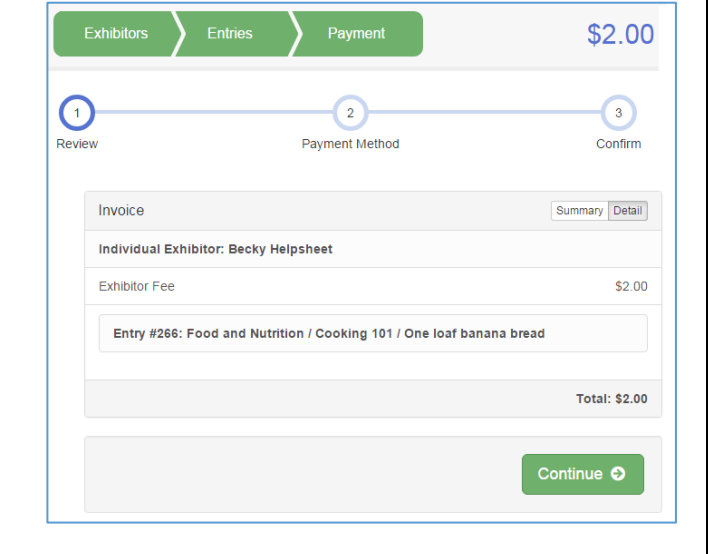 Exhibitors Entries Payment $2.00
1 2 3
Review Payment Method Confirm
Invoice Summary Detail
Individual Exhibitor: Becky Helpsheet
Exhibitor Fee $2.00
Entry #266: Food and Nutrition / Cooking 101 / One loaf banana bread
Total: $2.00
Continue